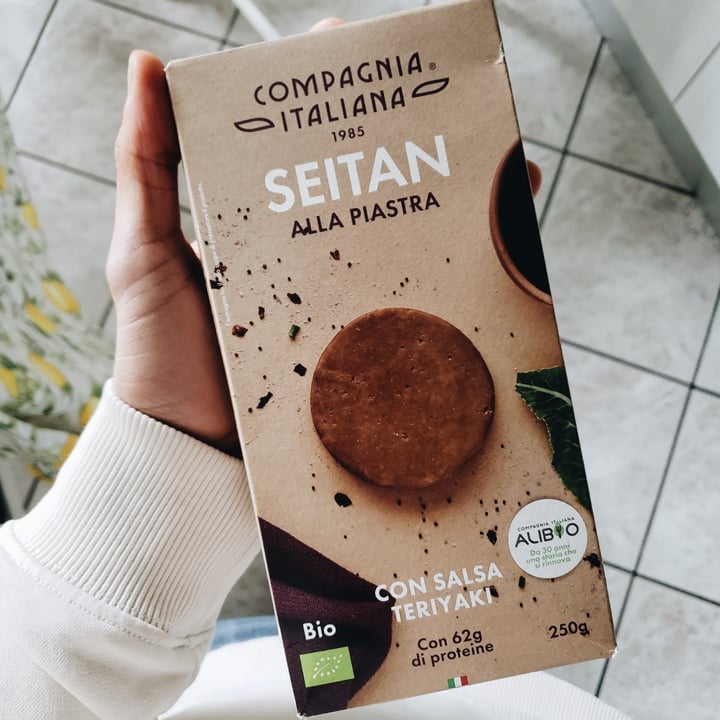 COMPAGNIA ®
ITALIANA
1985
SEITAN
ALLA PIASTRA
COMPAGNIA ITALIANA
ALIBIO
Da 30 anni
una storia che
si rinnova
CON SALSA
TERIYAKI
Bio
Con 62g
di proteine
250g